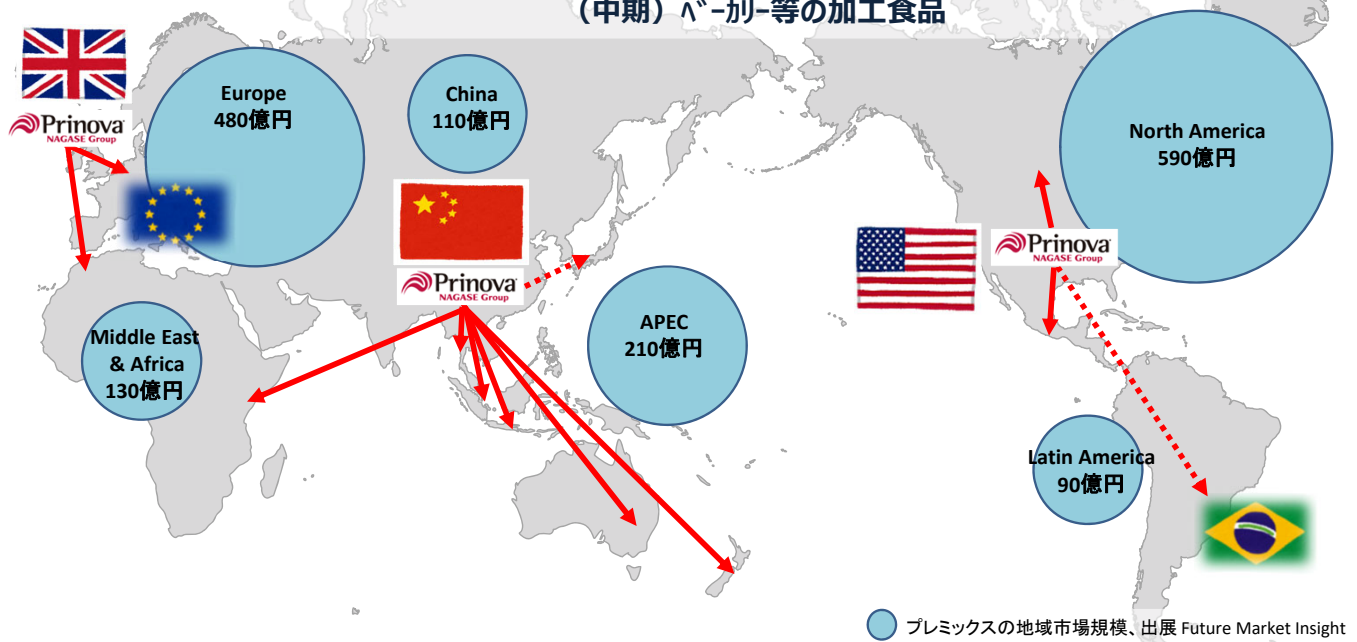 （中期）ﾍﾞｰｶﾘｰ等の加工食品
Prinova
NAGASE Group
Europe
480億円
China
110億円
North America
590億円
Prinova
NAGASE Group
Prinova
NAGASE Group
Middle East
& Africa
130億円
APEC
210億円
Latin America
90億円
プレミックスの地域市場規模、出展 Future Market Insight